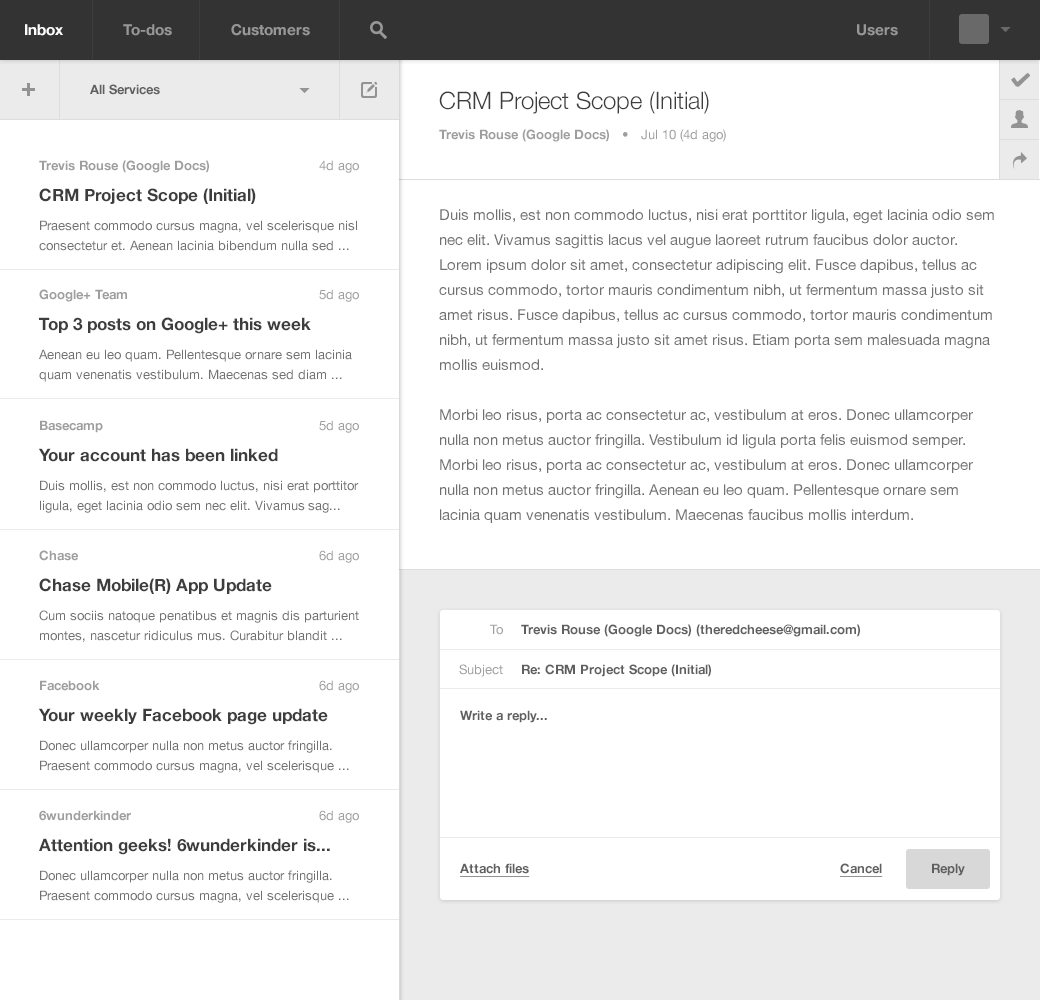 Inbox
To-dos
Customers
Users
All Services
Trevis Rouse (Google Docs) 4d ago
CRM Project Scope (Initial)
Praesent commodo cursus magna, vel scelerisque nisl
consectetur et. Aenean lacinia bibendum nulla sed ...
Google+ Team 5d ago
Top 3 posts on Google+ this week
Aenean eu leo quam. Pellentesque ornare sem lacinia
quam venenatis vestibulum. Maecenas sed diam ...
Basecamp 5d ago
Your account has been linked
Duis mollis, est non commodo luctus, nisi erat porttitor
ligula, eget lacinia odio sem nec elit. Vivamus sag...
Chase 6d ago
Chase Mobile(R) App Update
Cum sociis natoque penatibus et magnis dis parturient
montes, nascetur ridiculus mus. Curabitur blandit ...
Facebook 6d ago
Your weekly Facebook page update
Donec ullamcorper nulla non metus auctor fringilla.
Praesent commodo cursus magna, vel scelerisque ...
6wunderkinder 6d ago
Attention geeks! 6wunderkinder is...
Donec ullamcorper nulla non metus auctor fringilla.
Praesent commodo cursus magna, vel scelerisque ...
CRM Project Scope (Initial)
Trevis Rouse (Google Docs) • Jul 10 (4d ago)
Duis mollis, est non commodo luctus, nisi erat porttitor ligula, eget lacinia odio sem
nec elit. Vivamus sagittis lacus vel augue laoreet rutrum faucibus dolor auctor.
Lorem ipsum dolor sit amet, consectetur adipiscing elit. Fusce dapibus, tellus ac
cursus commodo, tortor mauris condimentum nibh, ut fermentum massa justo sit
amet risus. Fusce dapibus, tellus ac cursus commodo, tortor mauris condimentum
nibh, ut fermentum massa justo sit amet risus. Etiam porta sem malesuada magna
mollis euismod.
Morbi leo risus, porta ac consectetur ac, vestibulum at eros. Donec ullamcorper
nulla non metus auctor fringilla. Vestibulum id ligula porta felis euismod semper.
Morbi leo risus, porta ac consectetur ac, vestibulum at eros. Donec ullamcorper
nulla non metus auctor fringilla. Aenean eu leo quam. Pellentesque ornare sem
lacinia quam venenatis vestibulum. Maecenas faucibus mollis interdum.
To Trevis Rouse (Google Docs) (theredcheese@gmail.com)
Subject Re: CRM Project Scope (Initial)
Write a reply...
Attach files
Cancel
Reply